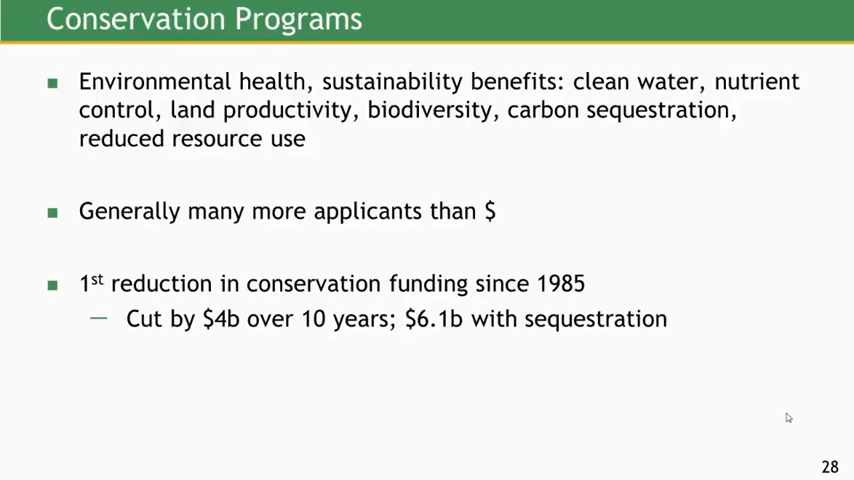 Conservation Programs
Environmental health, sustainability benefits: clean water, nutrient
control, land productivity, biodiversity, carbon sequestration,
reduced resource use
Generally many more applicants than $
1st reduction in conservation funding since 1985
— Cut by $4b over 10 years; $6.1b with sequestration
28